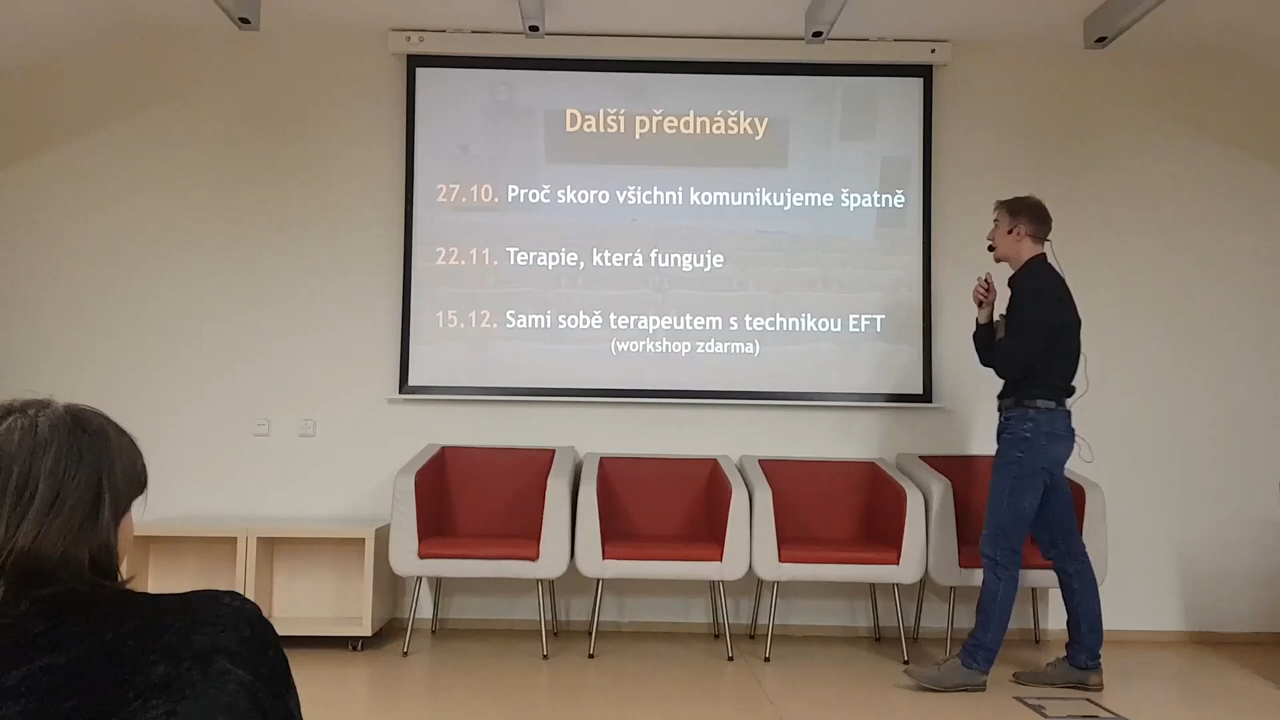 Další přednášky
27.10. Proč skoro všichni komunikujeme špatně
22.11. Terapie, která funguje
15.12. Sami sobě terapeutem s technikou EFT
(workshop zdarma)